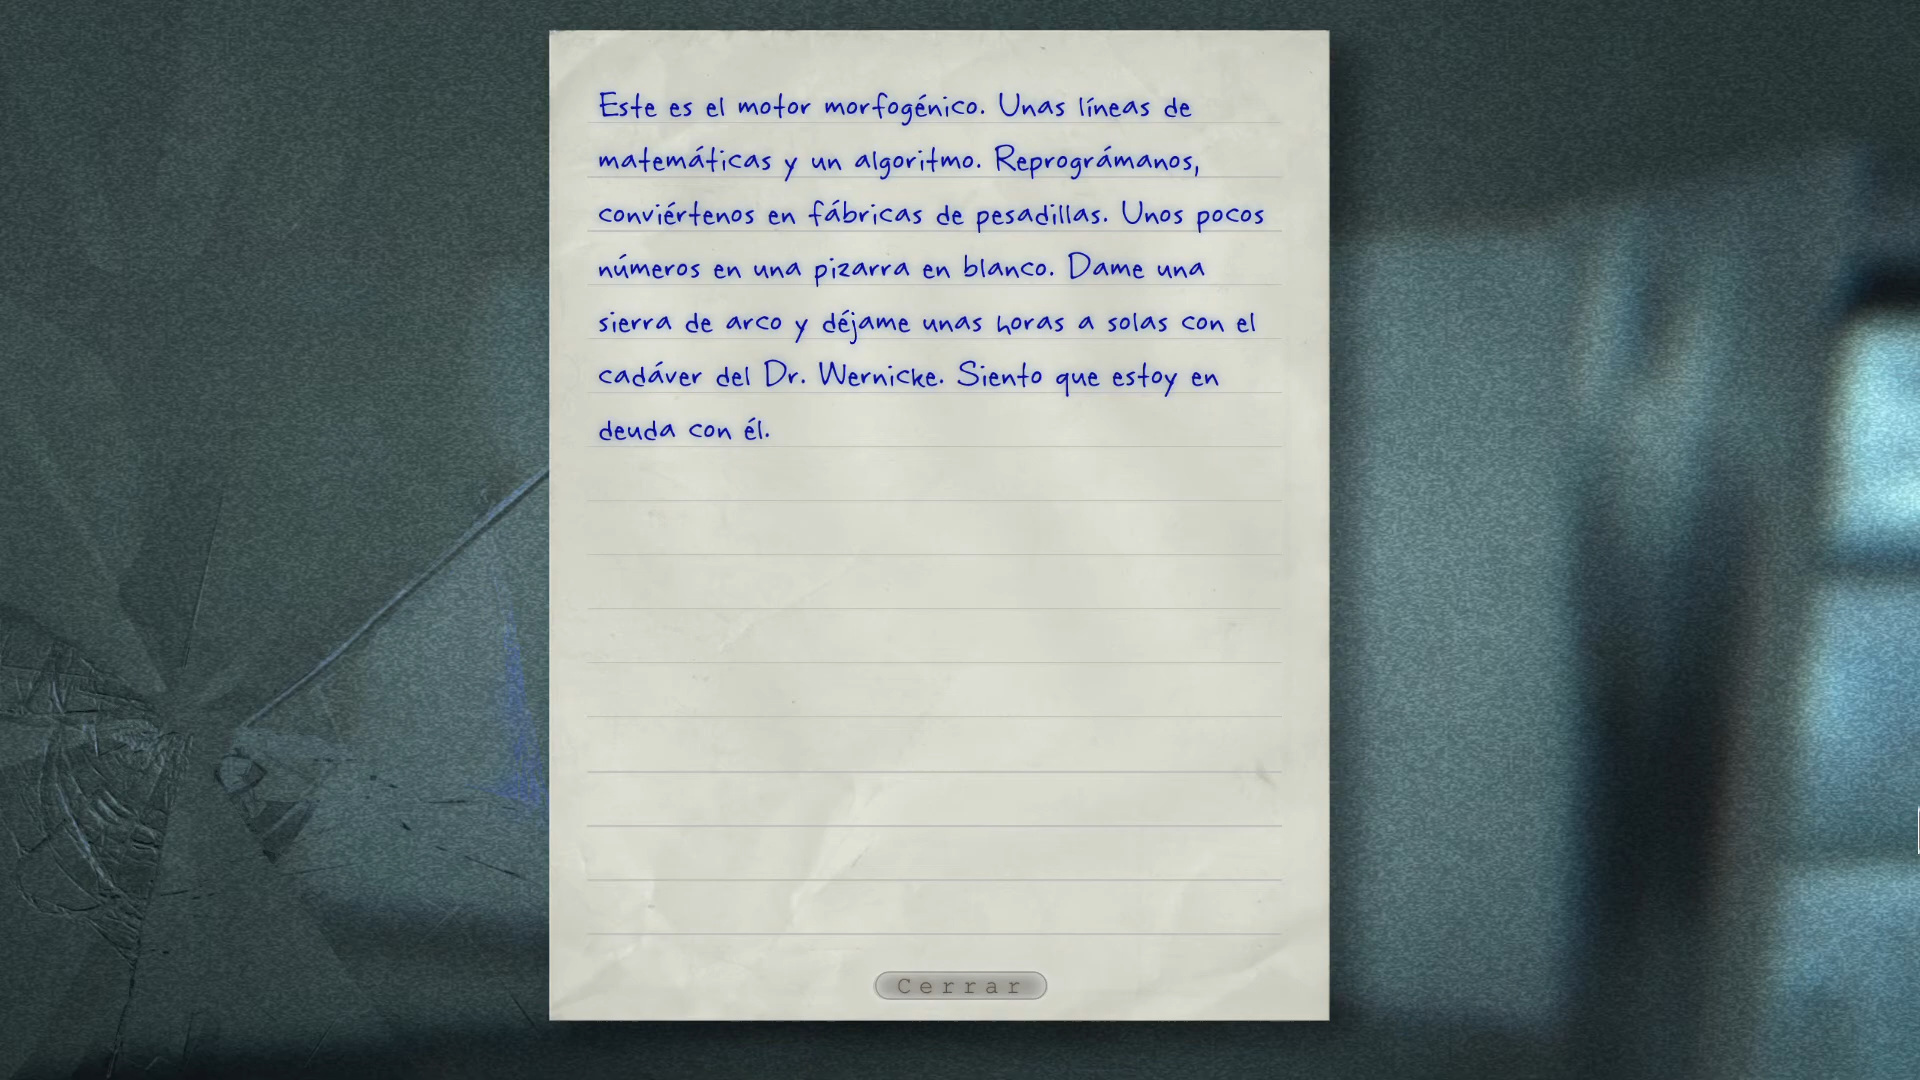 Este es el motor morfogénico. Unas líneas de
matemáticas y un algoritmo. Reprográmanos,
conviértenos en fábricas de pesadillas. Unos pocos
números en una pizarra en blanco. Dame una
sierra de arco y déjame unas horas a solas con el
cadáver del Dr. Wernicke. Siento que estoy en
deuda con él.
Cerrar